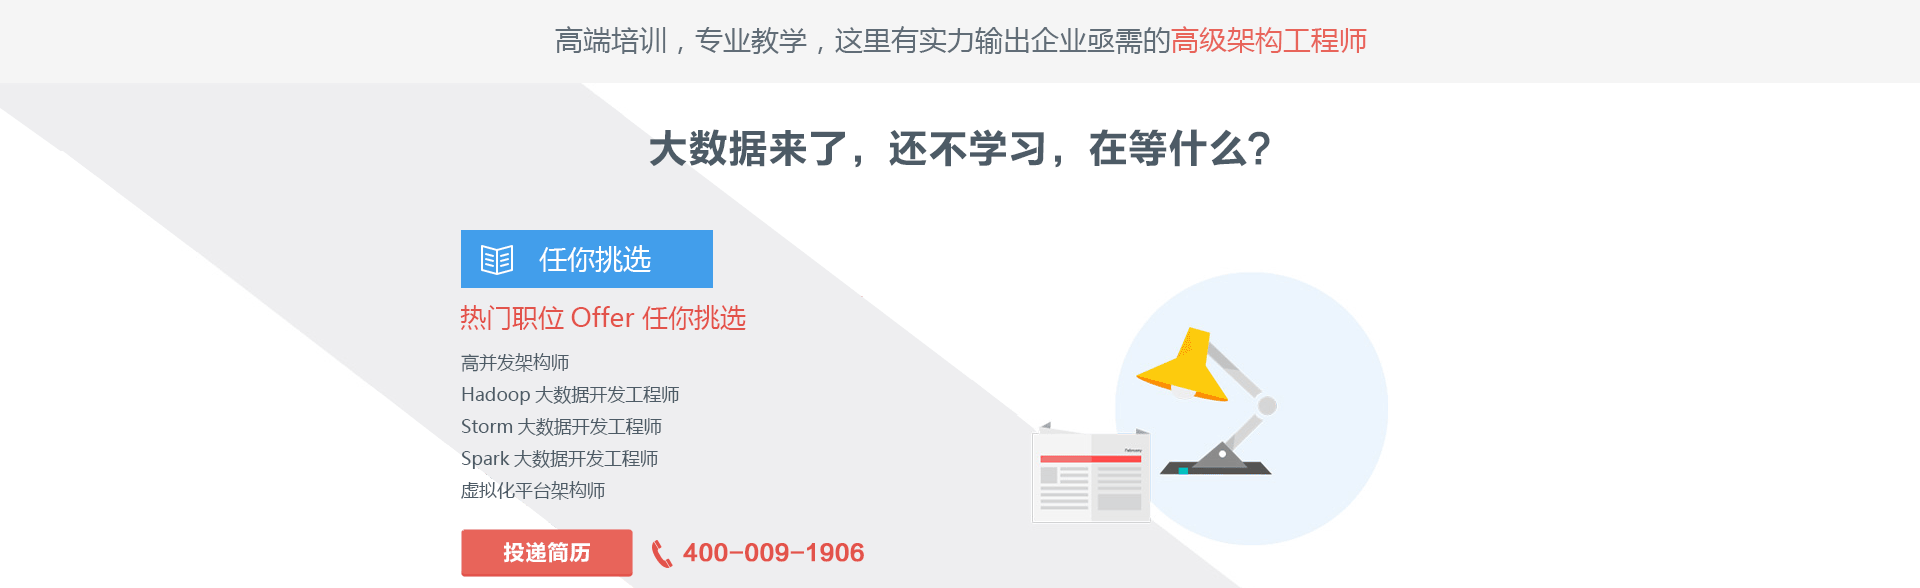 高端培训，专业教学，这里有实力输出企业亟需的高级架构工程师
大数据来了，还不学习，在等什么？
任你挑选
热门职位 Offer 任你挑选
高并发架构师
Hadoop 大数据开发工程师
Storm 大数据开发工程师
Spark 大数据开发工程师
虚拟化平台架构师
February
投递简历
400-009-1906